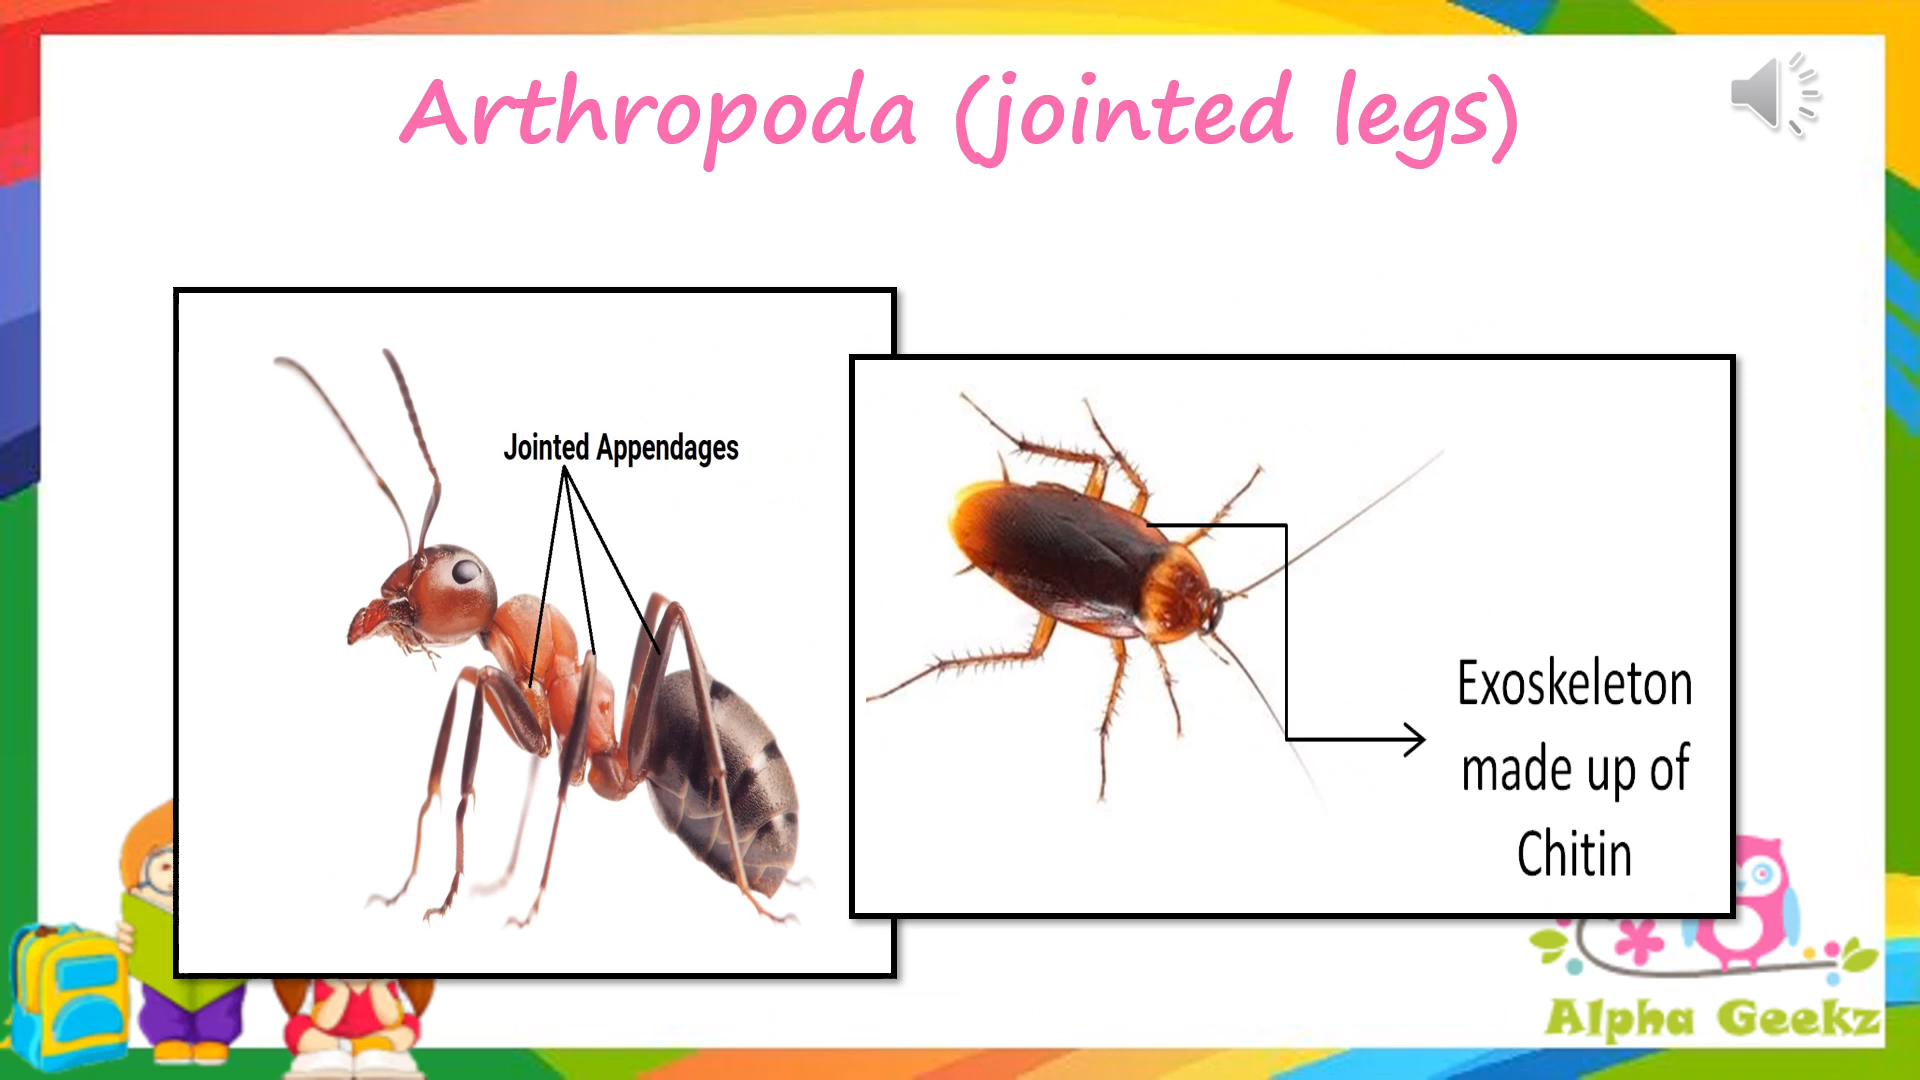 Arthropoda (jointed legs)
Jointed Appendages
Exoskeleton
made up of
Chitin
Alpha Geekz